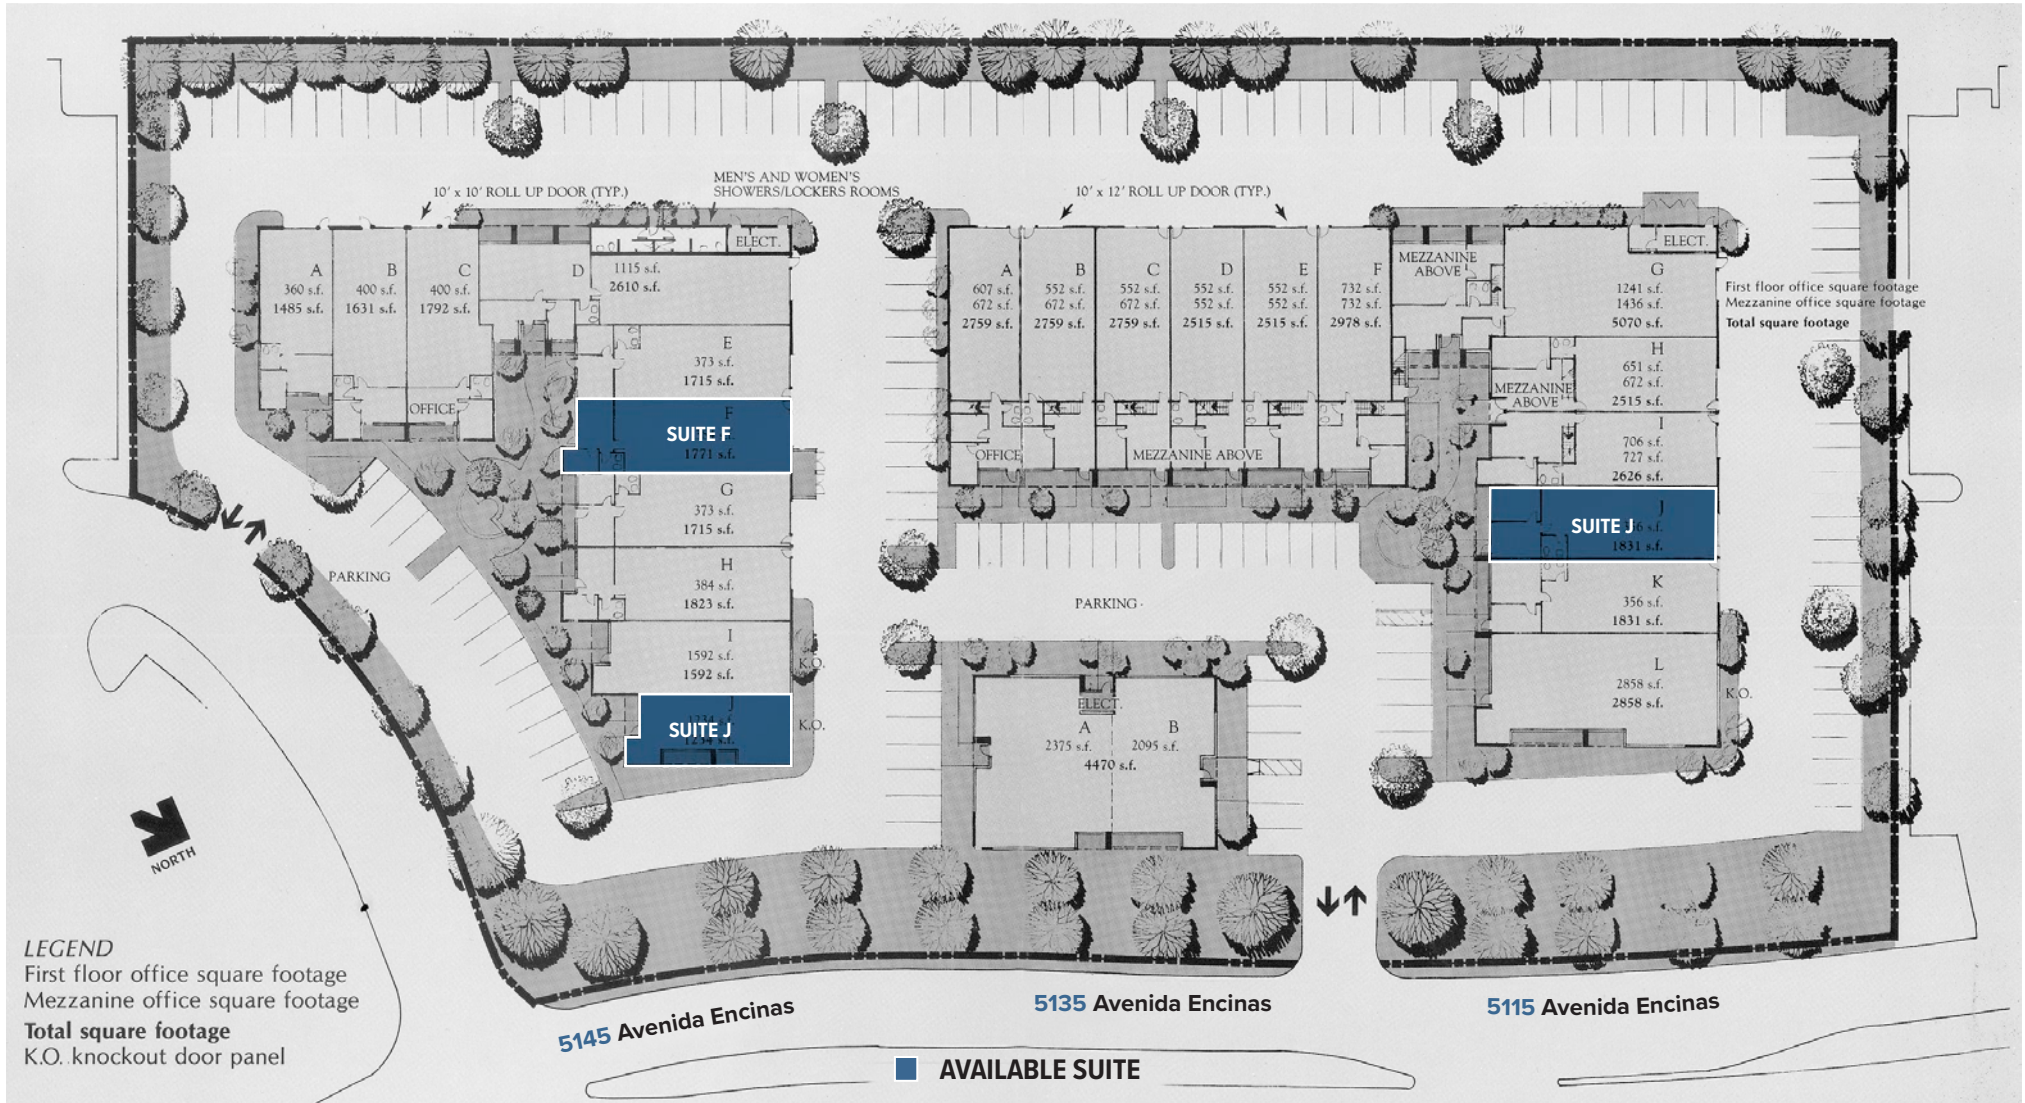 MEN'S AND WOMEN'S
SHOWERS/LOCKERS ROOMS
10' x 10' ROLL UP DOOR (TYP.)
10' x 12' ROLL UP DOOR (TYP.)
A
360 s.f.
1485 s.f.
B
400 s.f.
1631 s.f.
C
400 s.f.
1792 s.f.
OFFICE
D
1115 s.f.
2610 s.f.
ELECT.
E
373 s.f.
1715 s.f.
F
SUITE F
1771 s.f.
G
373 s.f.
1715 s.f.
H
384 s.f.
1823 s.f.
I
1592 s.f.
1592 s.f.
K.O.
J
1234 s.f.
SUITE J
1234 s.f.
K.O.
PARKING
A
607 s.f.
672 s.f.
2759 s.f.
B
552 s.f.
672 s.f.
2759 s.f.
C
552 s.f.
672 s.f.
2759 s.f.
D
552 s.f.
552 s.f.
2515 s.f.
E
552 s.f.
552 s.f.
2515 s.f.
F
732 s.f.
732 s.f.
2978 s.f.
OFFICE
MEZZANINE ABOVE
PARKING
ELECT.
A
2375 s.f.
B
2095 s.f.
4470 s.f.
MEZZANINE
ABOVE
ELECT.
G
1241 s.f.
1436 s.f.
5070 s.f.
First floor office square footage
Mezzanine office square footage
Total square footage
H
651 s.f.
672 s.f.
2515 s.f.
MEZZANINE
ABOVE
I
706 s.f.
727 s.f.
2626 s.f.
J
SUITE J
1831 s.f.
K
356 s.f.
1831 s.f.
L
2858 s.f.
2858 s.f.
K.O.
NORTH
LEGEND
First floor office square footage
Mezzanine office square footage
Total square footage
K.O. knockout door panel
5145 Avenida Encinas
5135 Avenida Encinas
5115 Avenida Encinas
AVAILABLE SUITE